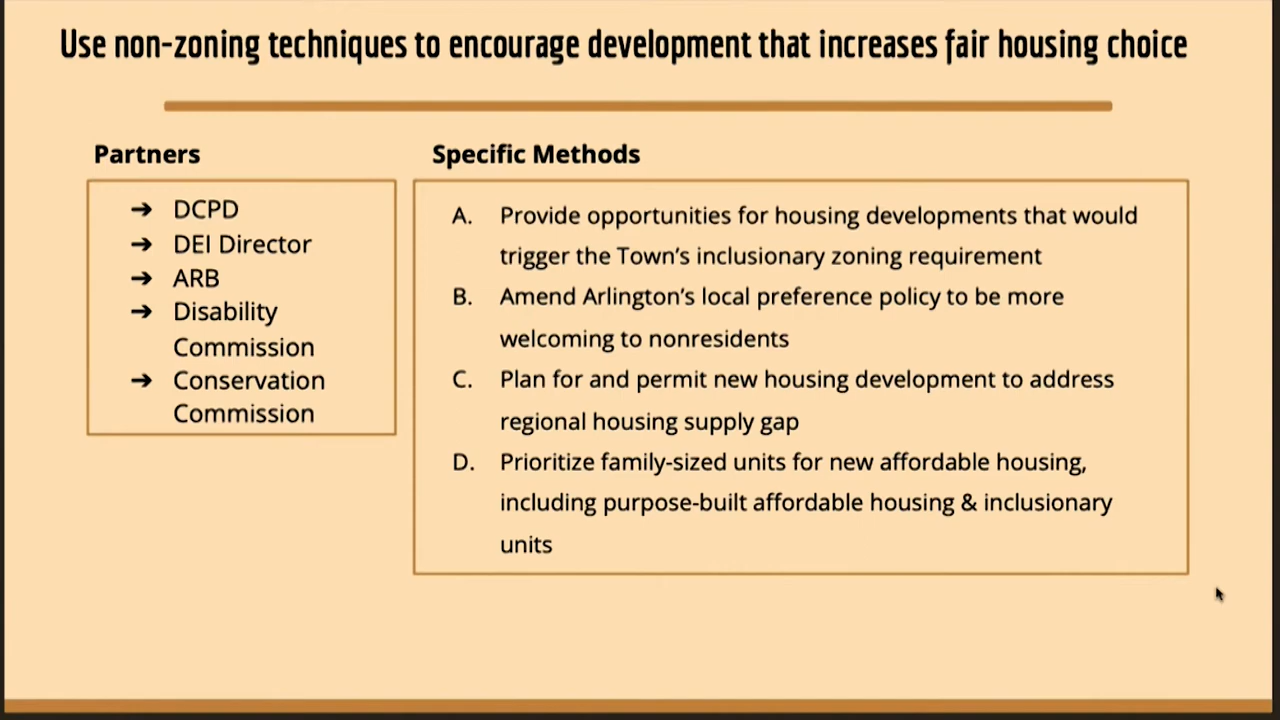 Use non-zoning techniques to encourage development that increases fair housing choice
Partners
➔ DCPD
➔ DEI Director
➔ ARB
➔ Disability
Commission
➔ Conservation
Commission
Specific Methods
A. Provide opportunities for housing developments that would
trigger the Town’s inclusionary zoning requirement
B. Amend Arlington’s local preference policy to be more
welcoming to nonresidents
C. Plan for and permit new housing development to address
regional housing supply gap
D. Prioritize family-sized units for new affordable housing,
including purpose-built affordable housing & inclusionary
units